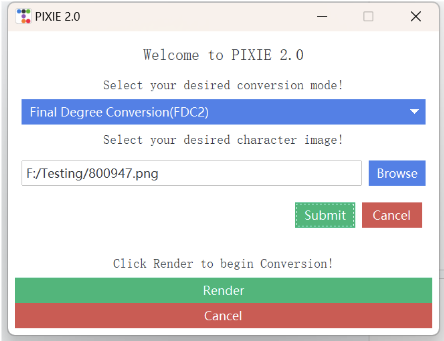 PIXIE 2.0
Welcome to PIXIE 2.0
Select your desired conversion mode!
Final Degree Conversion(FDC2)
Select your desired character image!
F:/Testing/800947.png Browse
Submit Cancel
Click Render to begin Conversion!
Render
Cancel